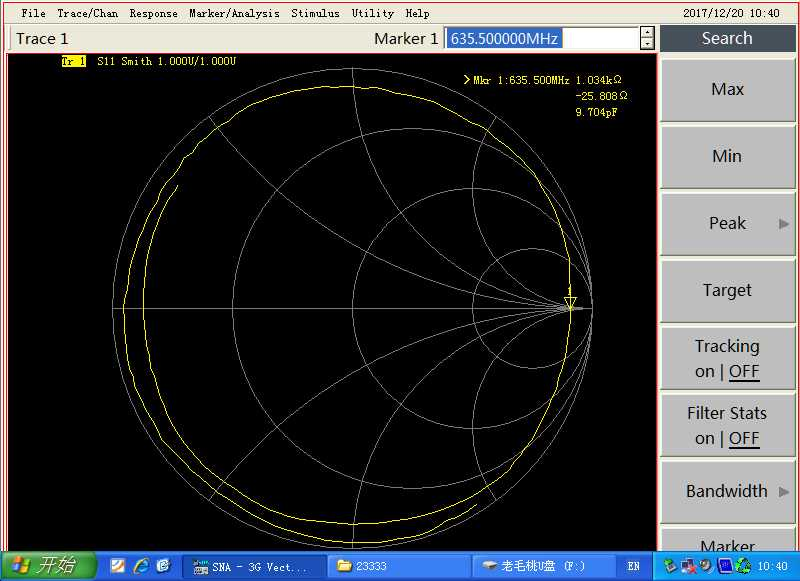 File Trace/Chan Response Marker/Analysis Stimulus Utility Help 2017/12/20 10:40
Trace 1 Marker 1 635.500000MHz Search
Tr 1 S11 Smith 1.000U/1.000U
>Mkr 1:635.500MHz 1.034kΩ
-25.808Ω
9.704pF
1
Max
Min
Peak
Target
Tracking
on | OFF
Filter Stats
on | OFF
Bandwidth
Marker
开始 SNA - 3G Vect... 23333 老毛桃U盘 (F:) EN 10:40